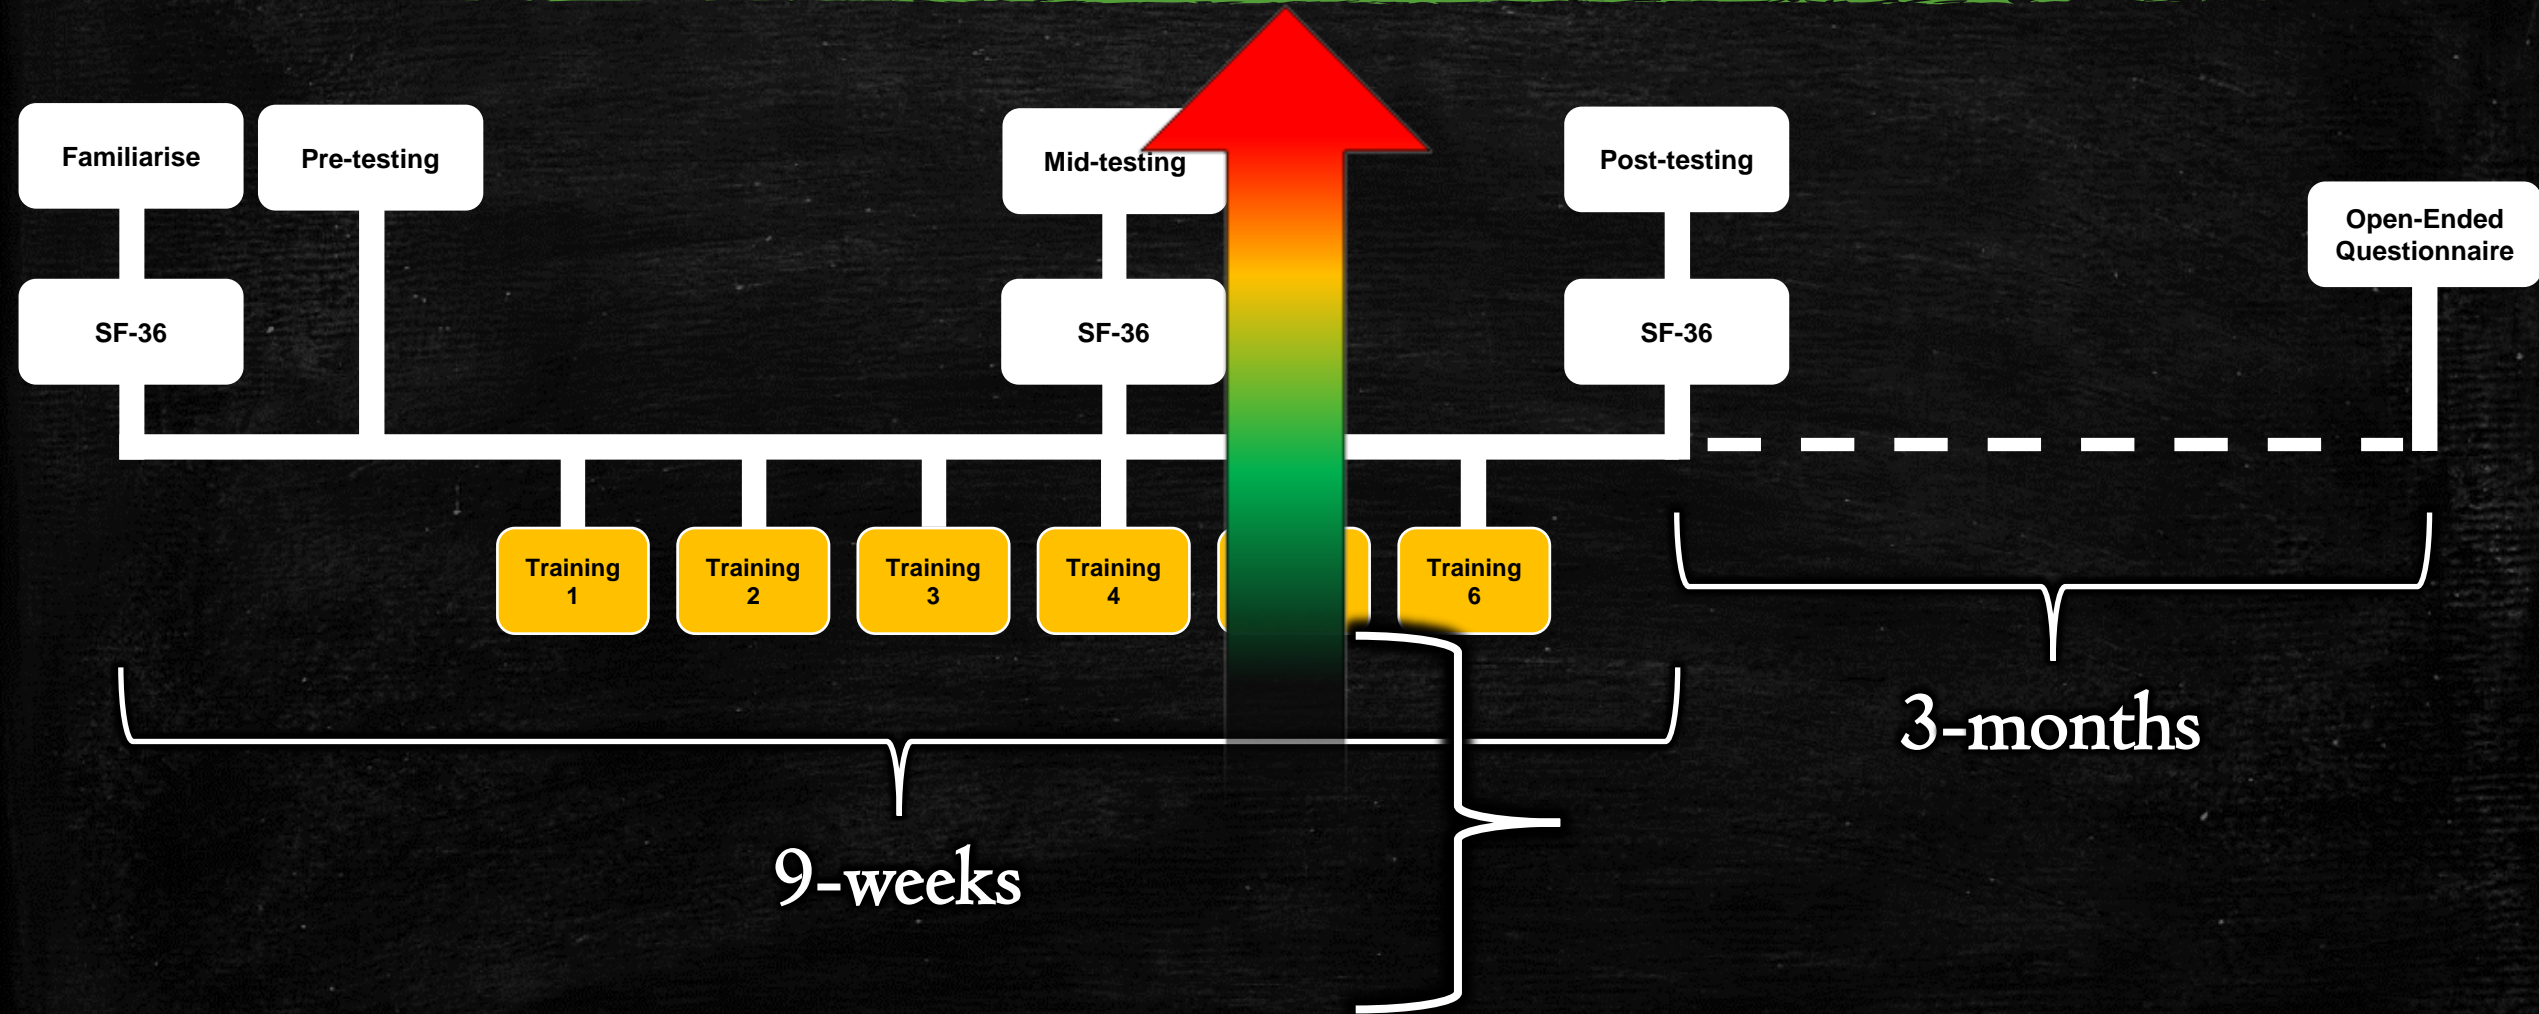 Familiarise
Pre-testing
Mid-testing
Post-testing
Open-Ended
Questionnaire
SF-36
SF-36
SF-36
Training
1
Training
2
Training
3
Training
4
Training
6
3-months
9-weeks